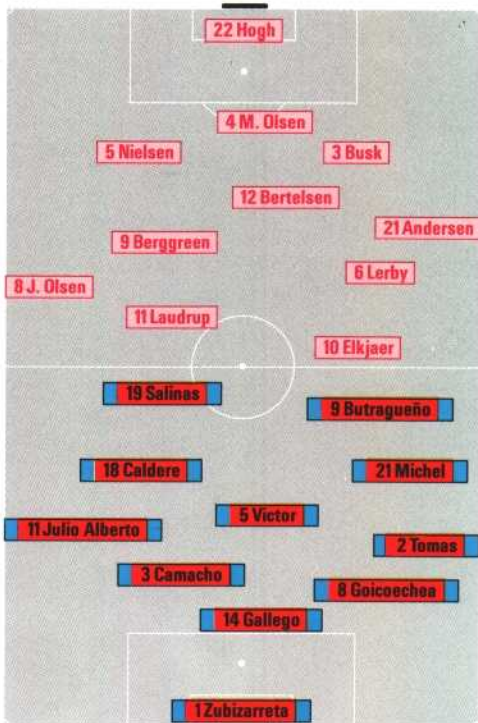 22 Hogh
4 M. Olsen
5 Nielsen
3 Busk
12 Bertelsen
21 Andersen
9 Berggreen
6 Lerby
8 J. Olsen
11 Laudrup
10 Elkjaer
19 Salinas
9 Butragueño
18 Caldere
21 Michel
5 Victor
11 Julio Alberto
2 Tomas
3 Camacho
8 Goicoechea
14 Gallego
1 Zubizarreta